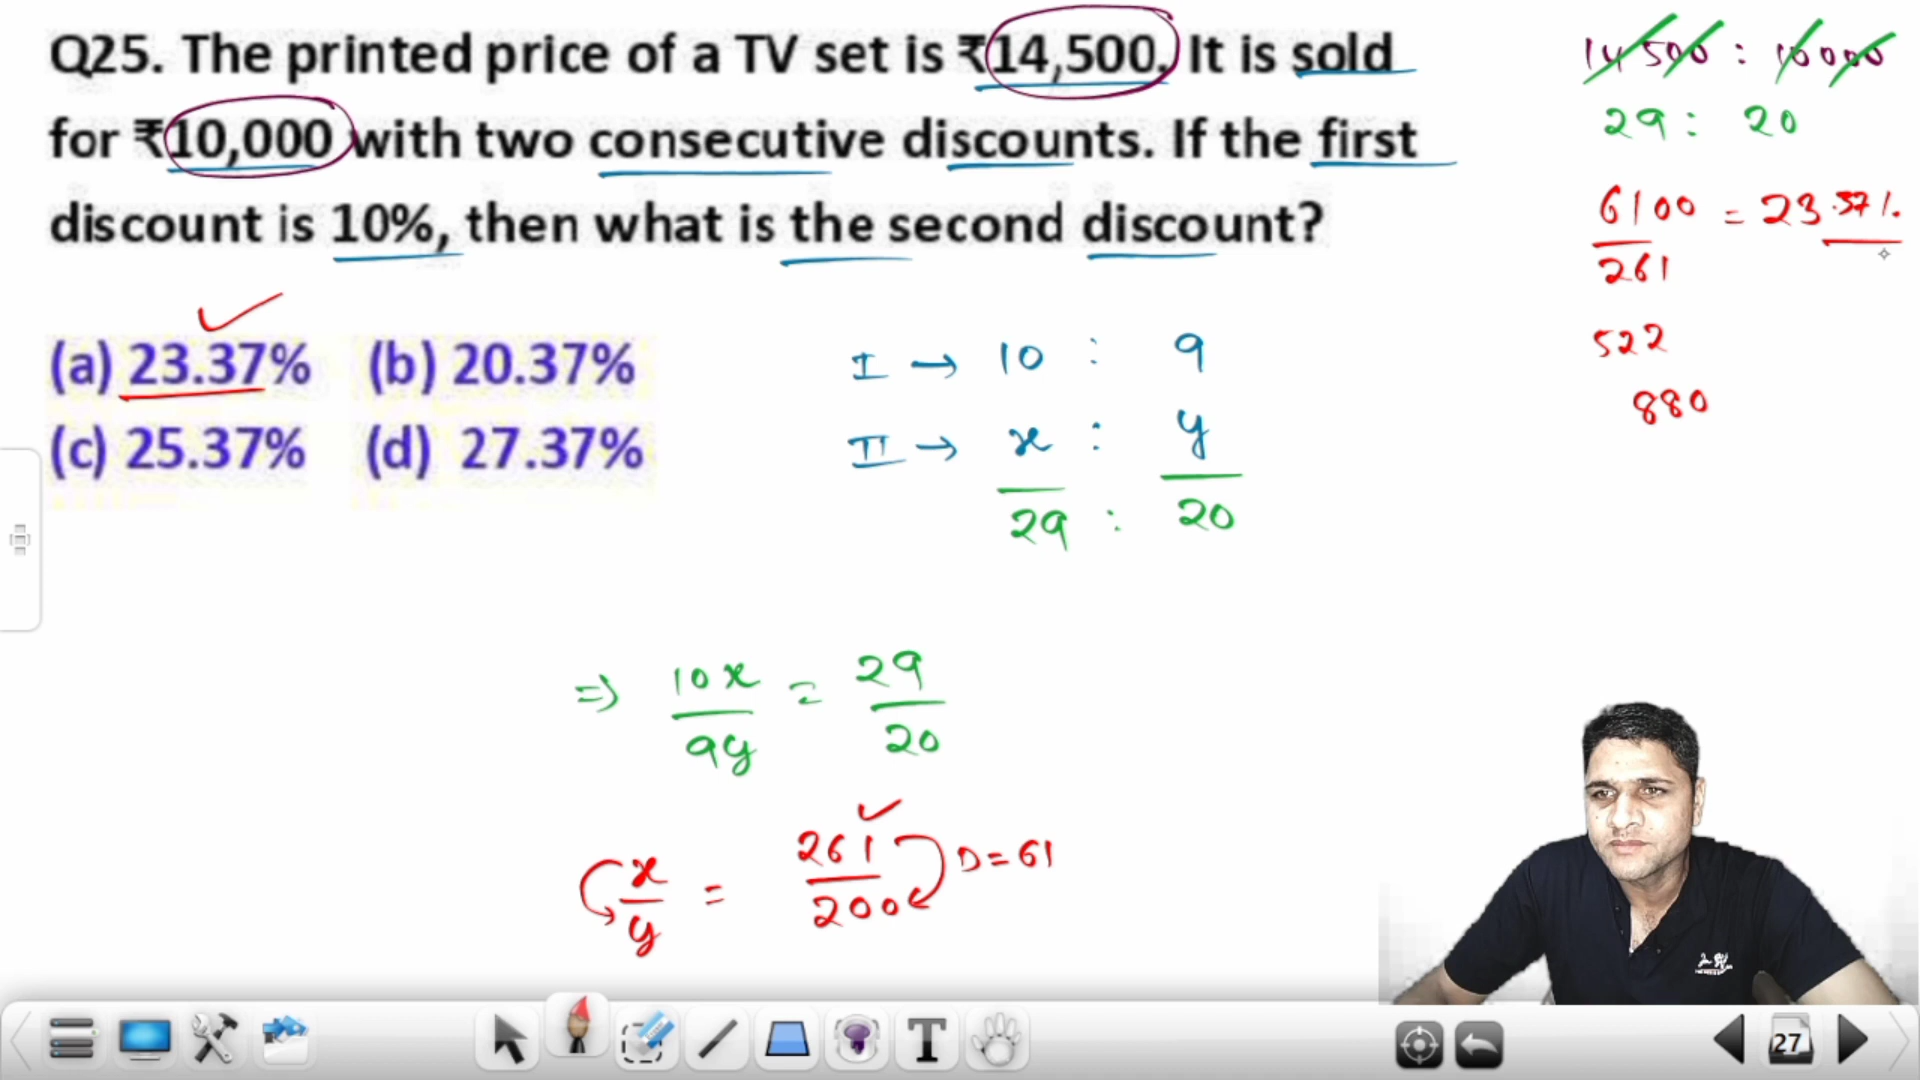 Q25. The printed price of a TV set is ₹14,500. It is sold
for ₹10,000 with two consecutive discounts. If the first
discount is 10%, then what is the second discount?
(a) 23.37% (b) 20.37%
(c) 25.37% (d) 27.37%
14500 : 10000
29 : 20
6100 = 23.37%
261
522
880
I → 10 : 9
II → x : y
29 : 20
⇒ 10x = 29
9y 20
x = 261 D=61
y 200
T
27